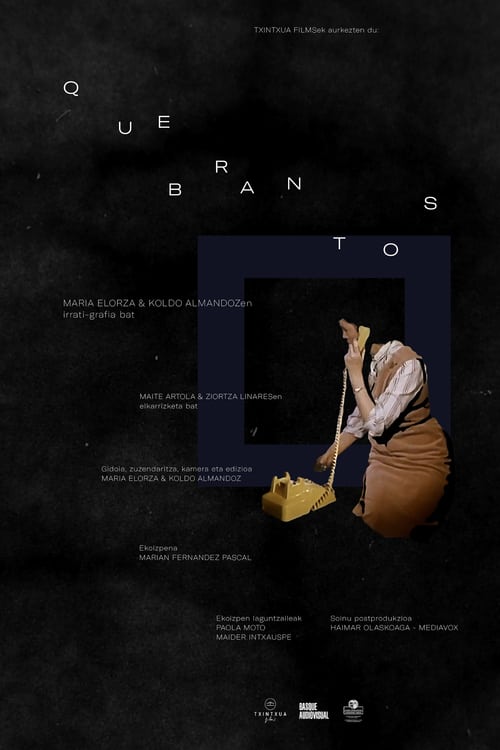 TXINTXUA FILMSek aurkezten du:
QUEBRANTOS
MARIA ELORZA & KOLDO ALMANDOZen
irrati-grafia bat
MAITE ARTOLA & ZIORTZA LINARESen
elkarrizketa bat
Gidoia, zuzendaritza, kamera eta edizioa
MARIA ELORZA & KOLDO ALMANDOZ
Ekoizpena
MARIAN FERNANDEZ PASCAL
Ekoizpen laguntzaileak
PAOLA MOTO
MAIDER INTXAUSPE
Soinu postprodukzioa
HAIMAR OLASKOAGA - MEDIAVOX
TXINTXUA
films
BASQUE
AUDIOVISUAL